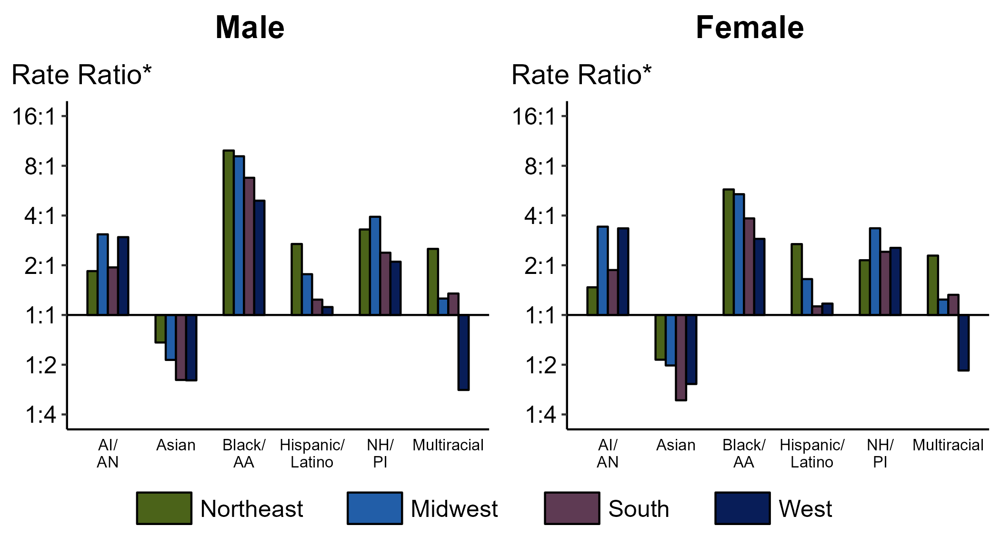 Male
Rate Ratio*
16:1
8:1
4:1
2:1
1:1
1:2
1:4
AI/
AN
Asian
Black/
AA
Hispanic/
Latino
NH/
PI
Multiracial
Female
Rate Ratio*
16:1
8:1
4:1
2:1
1:1
1:2
1:4
AI/
AN
Asian
Black/
AA
Hispanic/
Latino
NH/
PI
Multiracial
Northeast
Midwest
South
West